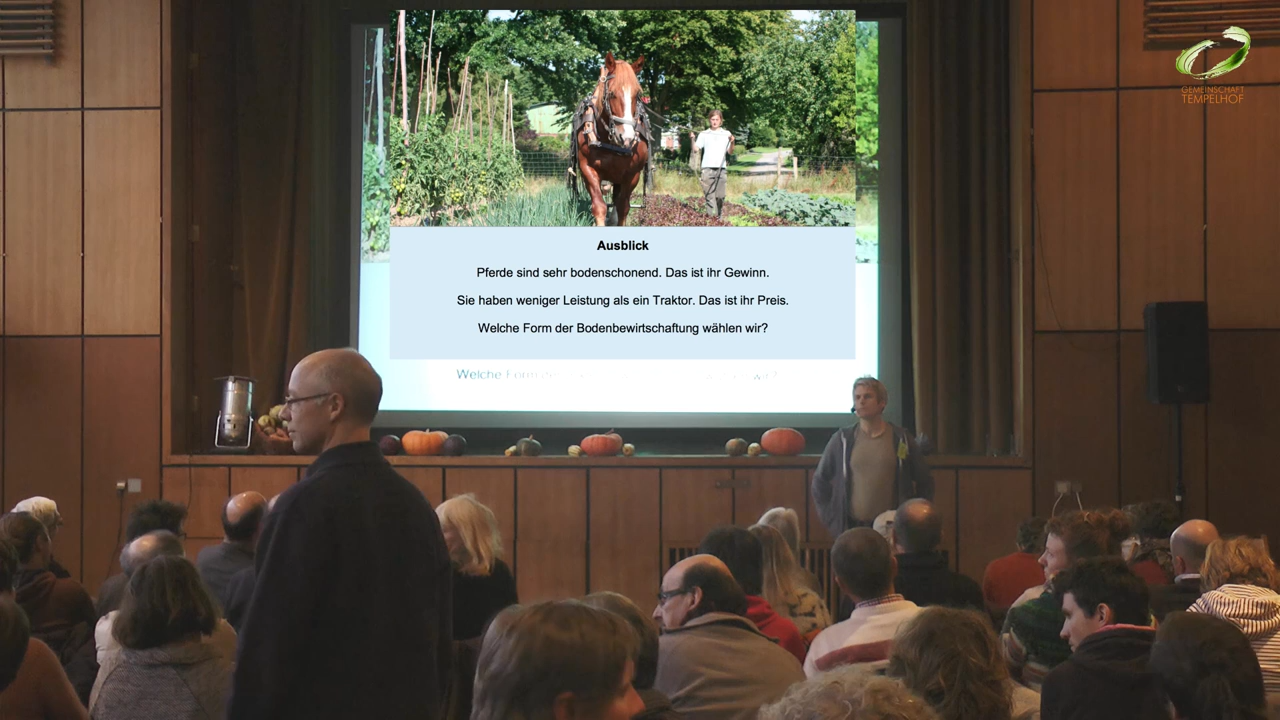 GEMEINSCHAFT
TEMPELHOF
Ausblick
Pferde sind sehr bodenschonend. Das ist ihr Gewinn.
Sie haben weniger Leistung als ein Traktor. Das ist ihr Preis.
Welche Form der Bodenbewirtschaftung wählen wir?
Welche Form